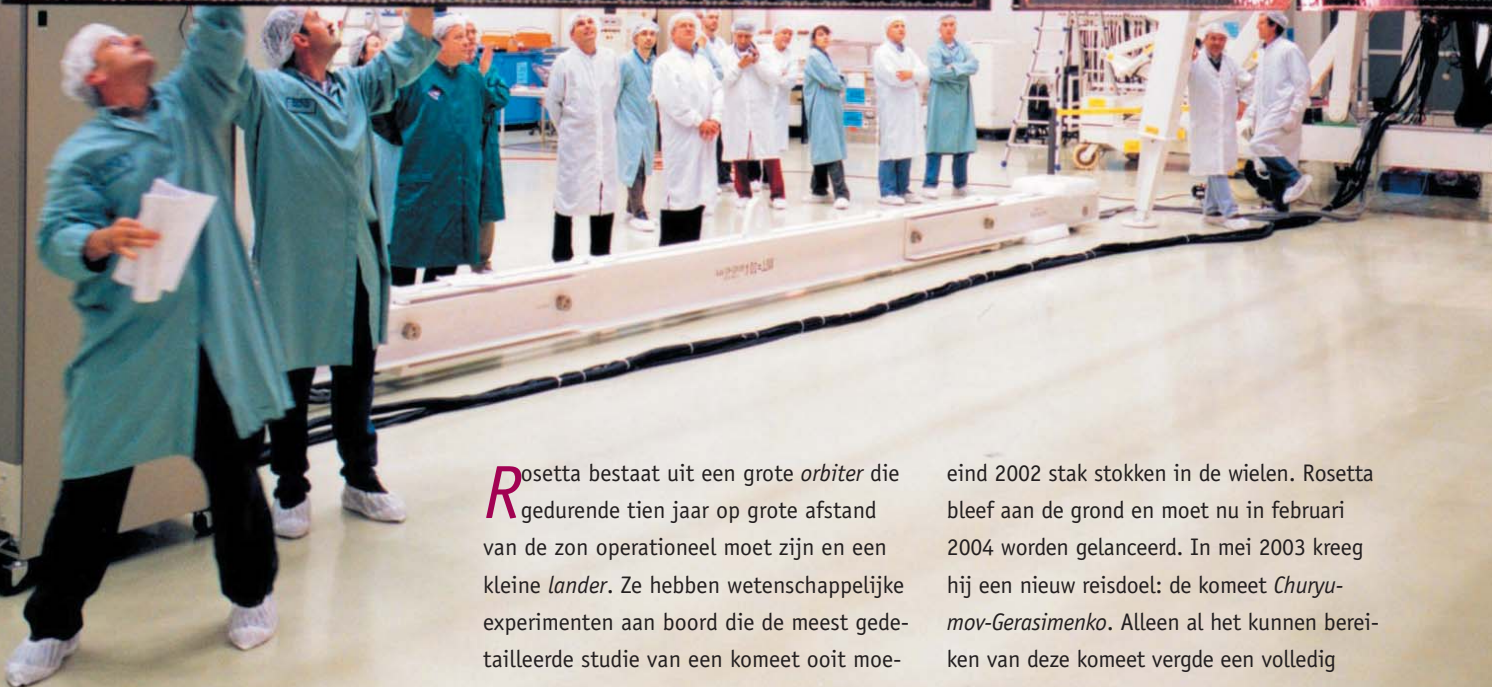 Rosetta bestaat uit een grote orbiter die
gedurende tien jaar op grote afstand
van de zon operationeel moet zijn en een
kleine lander. Ze hebben wetenschappelijke
experimenten aan boord die de meest gede-
tailleerde studie van een komeet ooit moe-
eind 2002 stak stokken in de wielen. Rosetta
bleef aan de grond en moet nu in februari
2004 worden gelanceerd. In mei 2003 kreeg
hij een nieuw reisdoel: de komeet Churyu-
mov-Gerasimenko. Alleen al het kunnen berei-
ken van deze komeet vergde een volledig